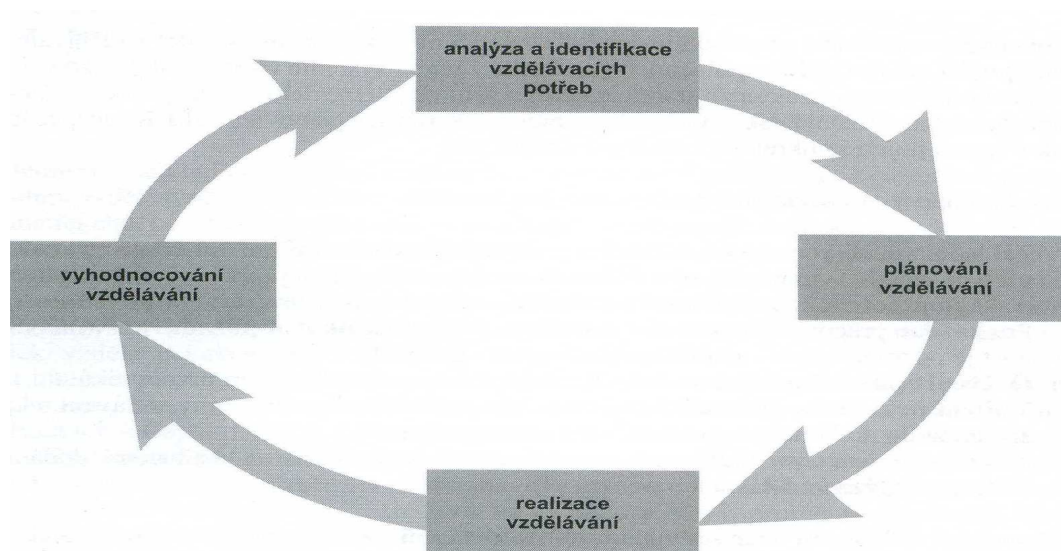 analýza a identifikace
vzdělávacích
potřeb
plánování
vzdělávání
realizace
vzdělávání
vyhodnocování
vzdělávání